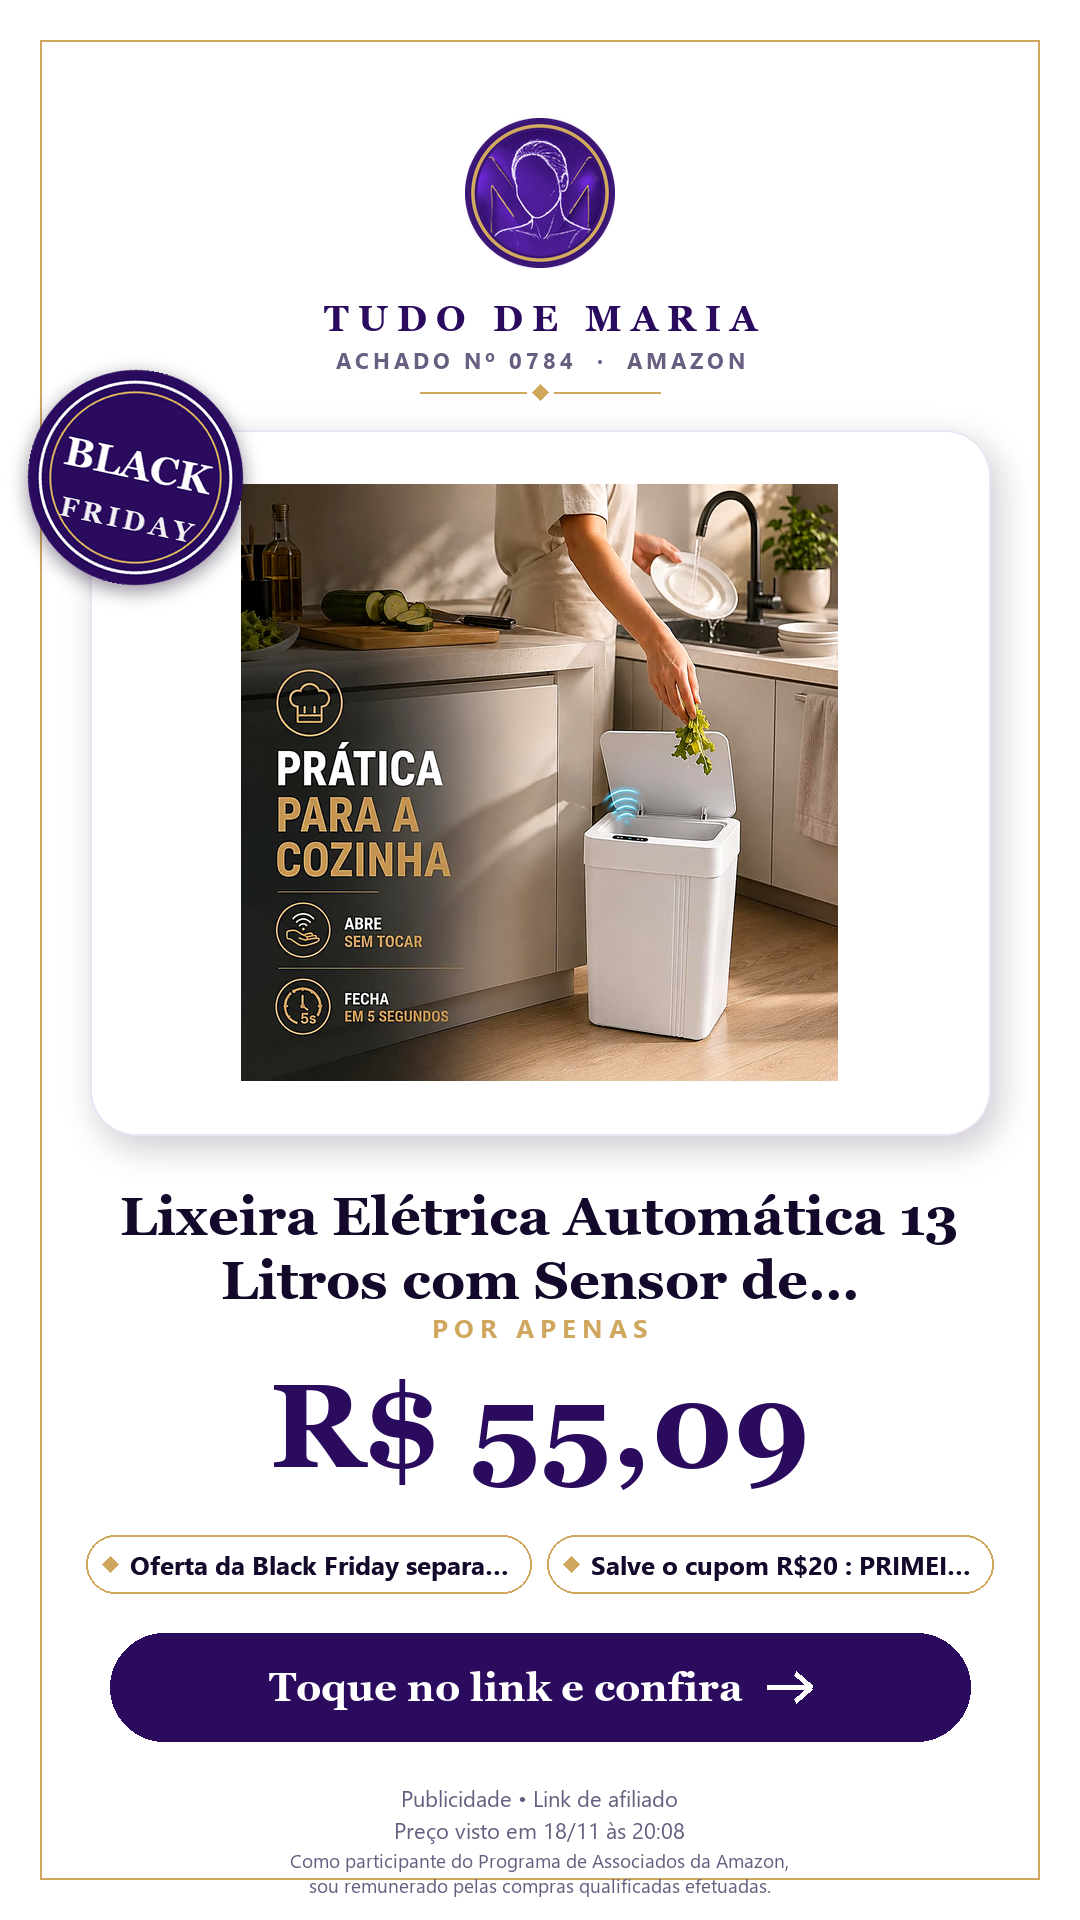 TUDO DE MARIA
ACHADO Nº 0784 · AMAZON
BLACK
FRIDAY
PRÁTICA
PARA A
COZINHA
ABRE
SEM TOCAR
5s
FECHA
EM 5 SEGUNDOS
Lixeira Elétrica Automática 13
Litros com Sensor de...
POR APENAS
R$ 55,09
Oferta da Black Friday separa...
Salve o cupom R$20 : PRIMEI...
Toque no link e confira →
Publicidade • Link de afiliado
Preço visto em 18/11 às 20:08
Como participante do Programa de Associados da Amazon,
sou remunerado pelas compras qualificadas efetuadas.